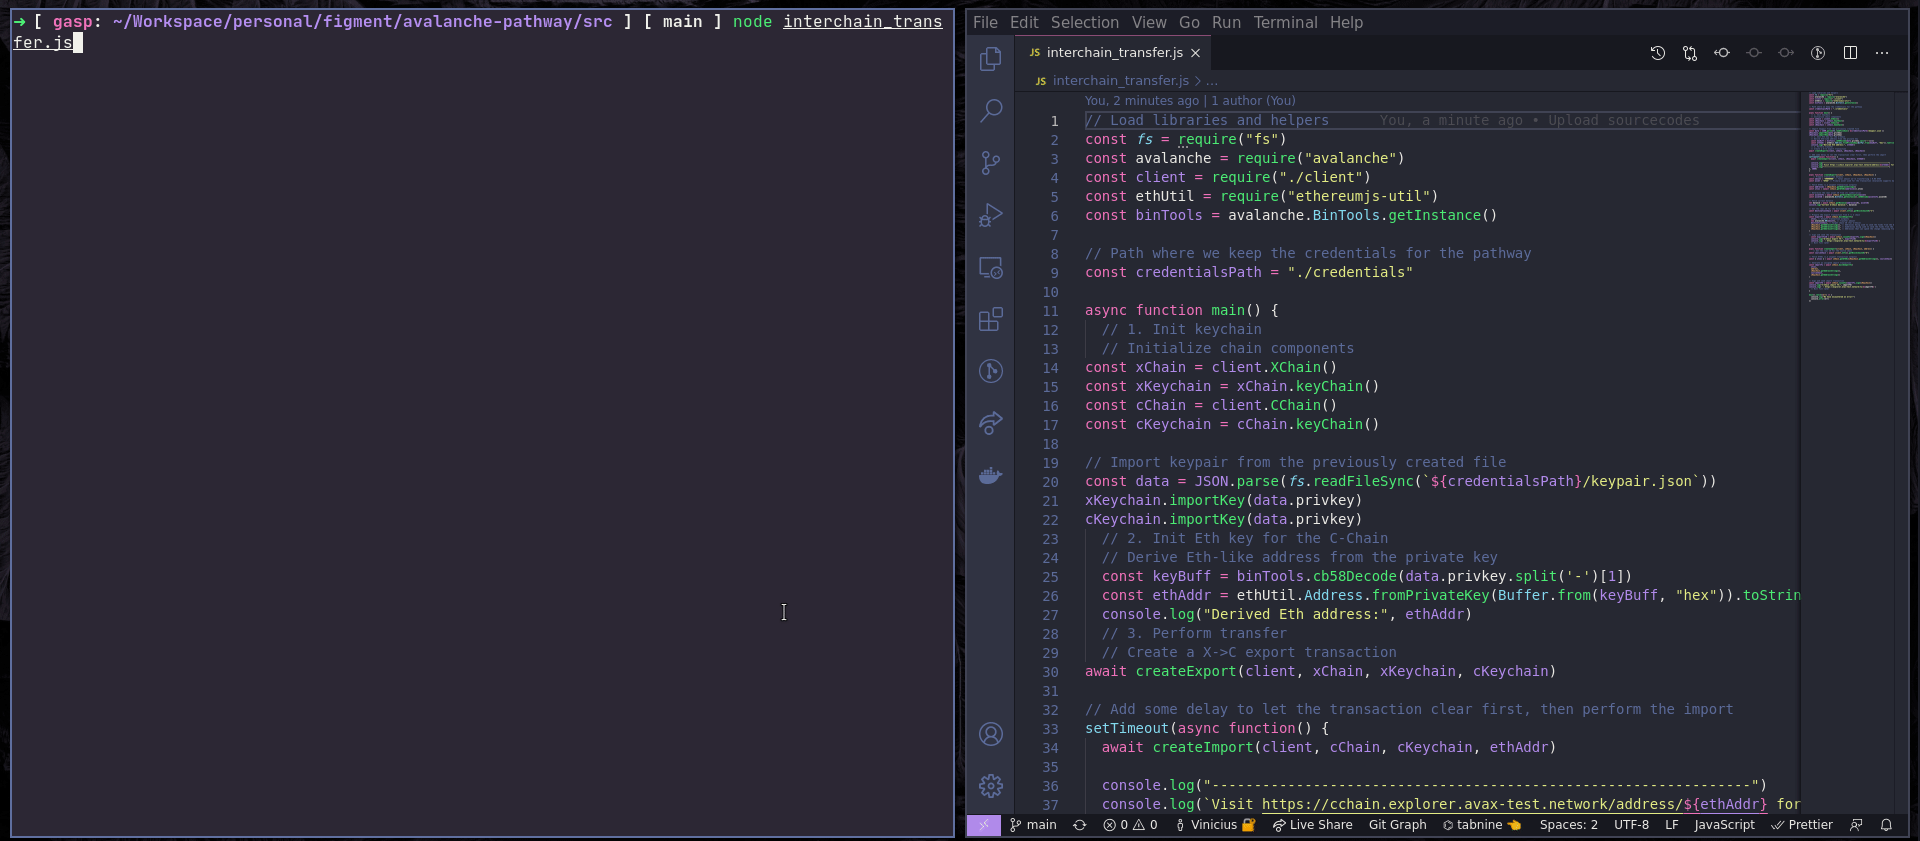 → [ gasp: ~/Workspace/personal/figment/avalanche-pathway/src ] [ main ] node interchain_trans
fer.js
File Edit Selection View Go Run Terminal Help
JS interchain_transfer.js ×
JS interchain_transfer.js > ...
You, 2 minutes ago | 1 author (You)
1 // Load libraries and helpers You, a minute ago • Upload sourcecodes
2 const fs = require("fs")
3 const avalanche = require("avalanche")
4 const client = require("./client")
5 const ethUtil = require("ethereumjs-util")
6 const binTools = avalanche.BinTools.getInstance()
7
8 // Path where we keep the credentials for the pathway
9 const credentialsPath = "./credentials"
10
11 async function main() {
12 // 1. Init keychain
13 // Initialize chain components
14 const xChain = client.XChain()
15 const xKeychain = xChain.keyChain()
16 const cChain = client.CChain()
17 const cKeychain = cChain.keyChain()
18
19 // Import keypair from the previously created file
20 const data = JSON.parse(fs.readFileSync(`${credentialsPath}/keypair.json`))
21 xKeychain.importKey(data.privkey)
22 cKeychain.importKey(data.privkey)
23 // 2. Init Eth key for the C-Chain
24 // Derive Eth-like address from the private key
25 const keyBuff = binTools.cb58Decode(data.privkey.split('-')[1])
26 const ethAddr = ethUtil.Address.fromPrivateKey(Buffer.from(keyBuff, "hex")).toStrin
27 console.log("Derived Eth address:", ethAddr)
28 // 3. Perform transfer
29 // Create a X->C export transaction
30 await createExport(client, xChain, xKeychain, cKeychain)
31
32 // Add some delay to let the transaction clear first, then perform the import
33 setTimeout(async function() {
34 await createImport(client, cChain, cKeychain, ethAddr)
35
36 console.log("----------------------------------------------------------------")
37 console.log(`Visit https://cchain.explorer.avax-test.network/address/${ethAddr} for
main 0 0 Vinicius Live Share Git Graph tabnine Spaces: 2 UTF-8 LF JavaScript Prettier